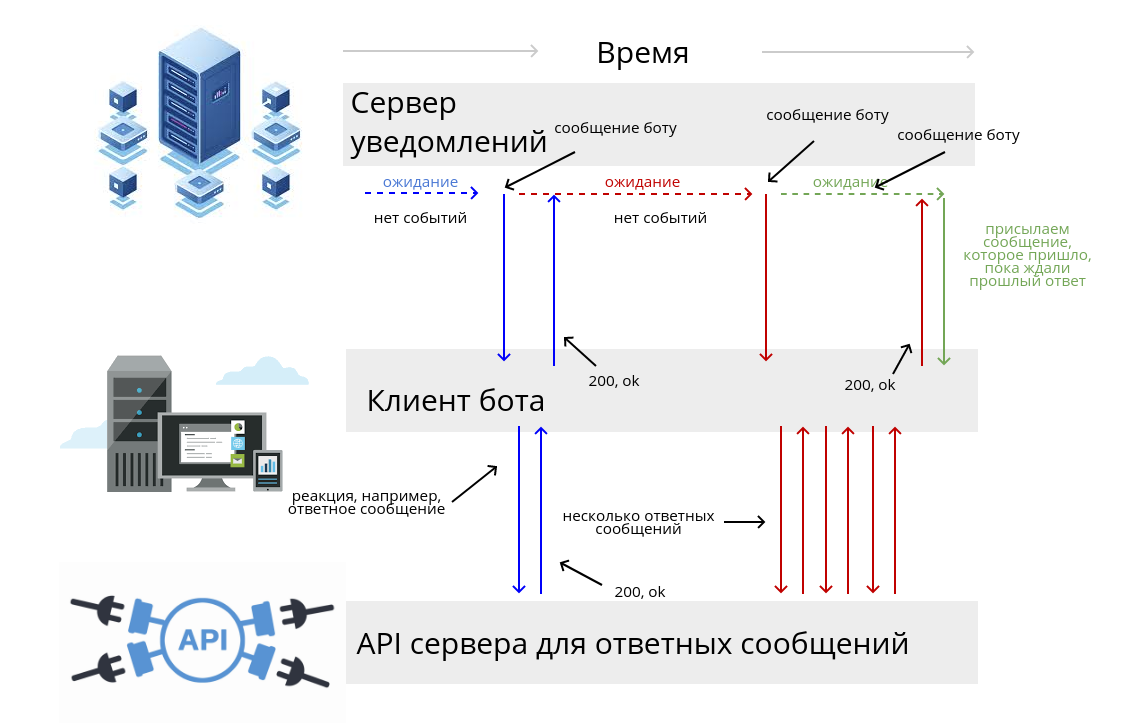 Время
Сервер
уведомлений
сообщение боту
сообщение боту
сообщение боту
ожидание
ожидание
ожидание
нет событий
нет событий
присылаем
сообщение,
которое пришло,
пока ждали
прошлый ответ
200, ok
200, ok
Клиент бота
реакция, например,
ответное сообщение
несколько ответных
сообщений
200, ok
API
API сервера для ответных сообщений